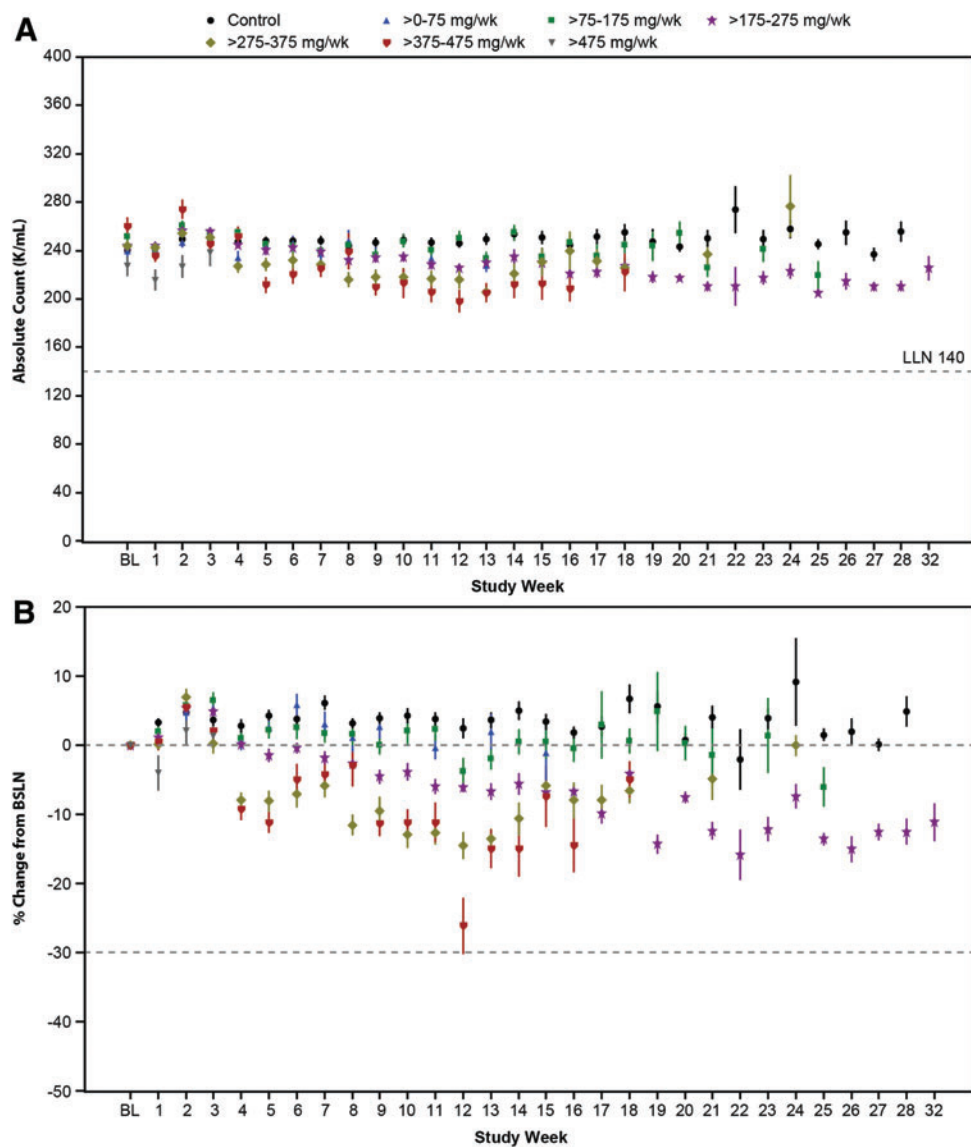 A
Control >0-75 mg/wk >75-175 mg/wk >175-275 mg/wk
>275-375 mg/wk >375-475 mg/wk >475 mg/wk
400
360
320
280
240
200
160
120
80
40
0
Absolute Count (K/mL)
LLN 140
BL 1 2 3 4 5 6 7 8 9 10 11 12 13 14 15 16 17 18 19 20 21 22 23 24 25 26 27 28 32
Study Week
B
20
10
0
-10
-20
-30
-40
-50
% Change from BSLN
BL 1 2 3 4 5 6 7 8 9 10 11 12 13 14 15 16 17 18 19 20 21 22 23 24 25 26 27 28 32
Study Week